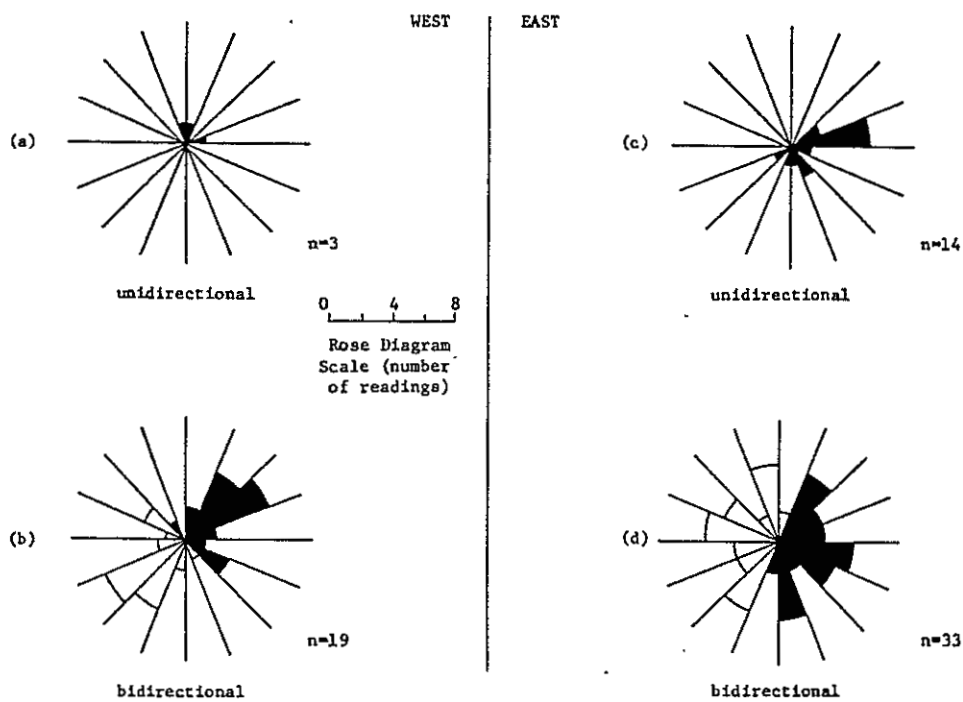 WEST EAST
(a)
n=3
unidirectional
(c)
n=14
unidirectional
0 4 8
Rose Diagram
Scale (number
of readings)
(b)
n=19
bidirectional
(d)
n=33
bidirectional